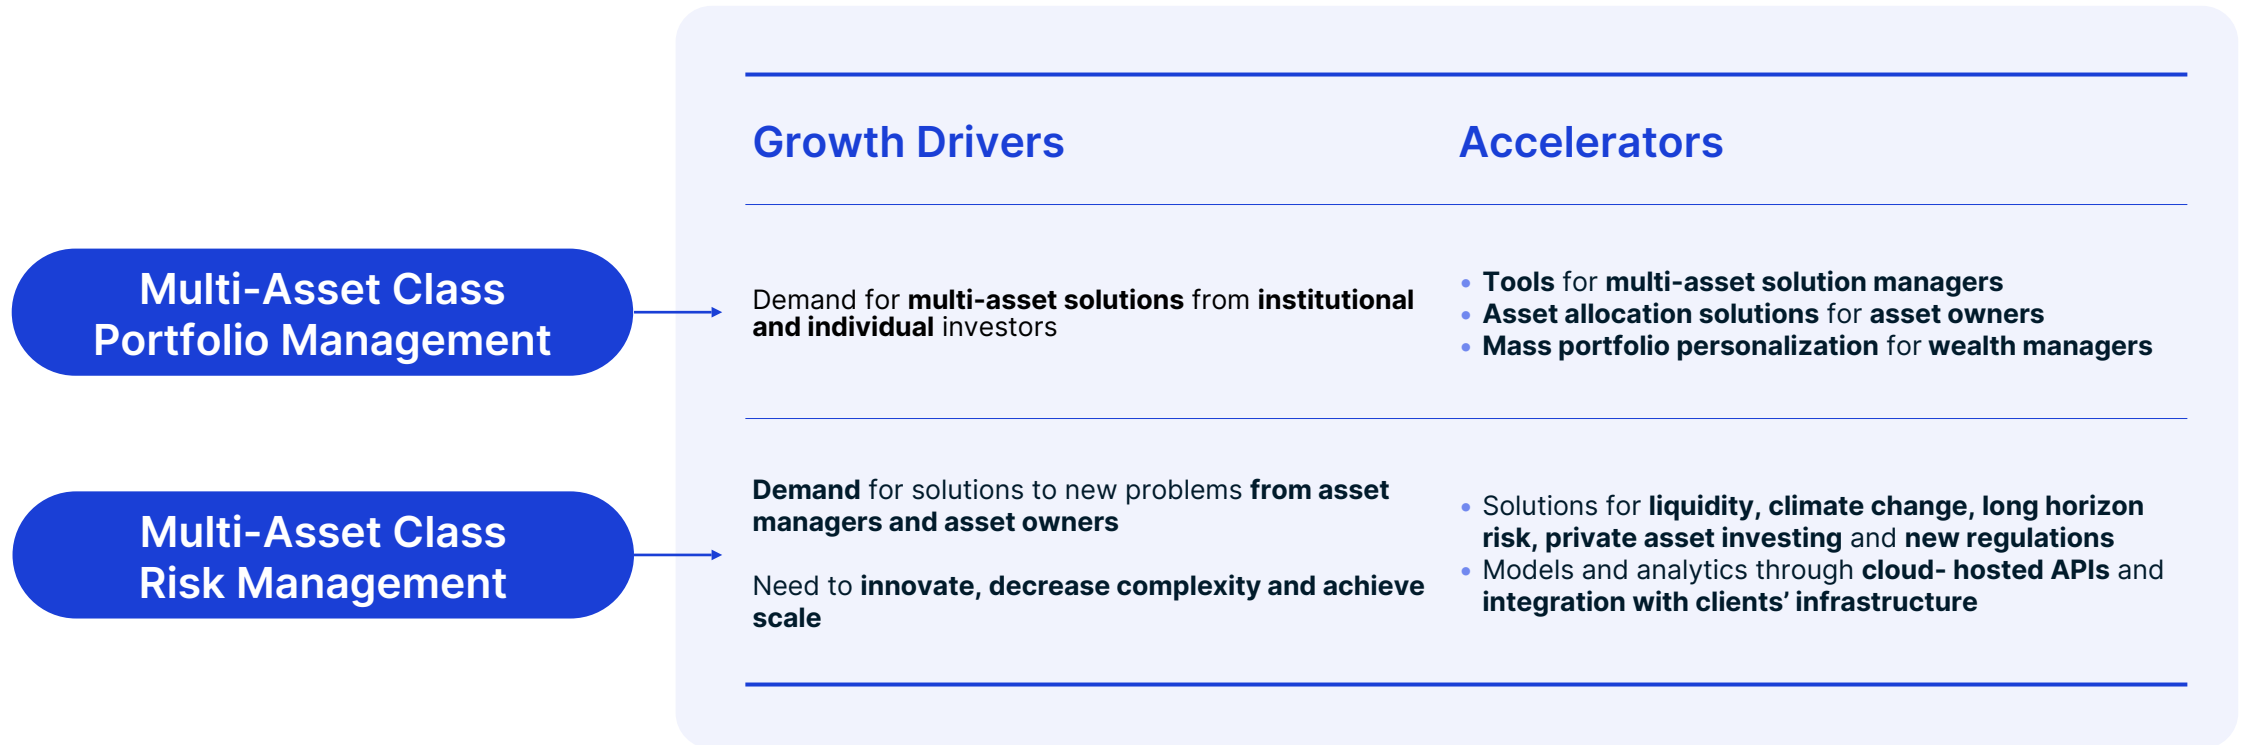 Growth Drivers
Accelerators
Multi-Asset Class
Portfolio Management
Demand for multi-asset solutions from institutional
and individual investors
• Tools for multi-asset solution managers
• Asset allocation solutions for asset owners
• Mass portfolio personalization for wealth managers
Multi-Asset Class
Risk Management
Demand for solutions to new problems from asset
managers and asset owners
Need to innovate, decrease complexity and achieve
scale
• Solutions for liquidity, climate change, long horizon
risk, private asset investing and new regulations
• Models and analytics through cloud- hosted APIs and
integration with clients’ infrastructure